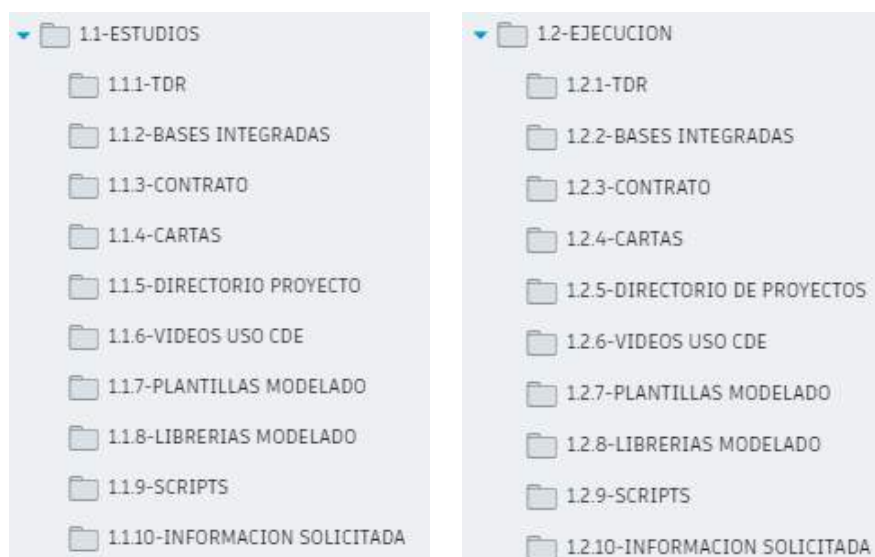 1.1-ESTUDIOS
1.1.1-TDR
1.1.2-BASES INTEGRADAS
1.1.3-CONTRATO
1.1.4-CARTAS
1.1.5-DIRECTORIO PROYECTO
1.1.6-VIDEOS USO CDE
1.1.7-PLANTILLAS MODELADO
1.1.8-LIBRERIAS MODELADO
1.1.9-SCRIPTS
1.1.10-INFORMACION SOLICITADA
1.2-EJECUCION
1.2.1-TDR
1.2.2-BASES INTEGRADAS
1.2.3-CONTRATO
1.2.4-CARTAS
1.2.5-DIRECTORIO DE PROYECTOS
1.2.6-VIDEOS USO CDE
1.2.7-PLANTILLAS MODELADO
1.2.8-LIBRERIAS MODELADO
1.2.9-SCRIPTS
1.2.10-INFORMACION SOLICITADA